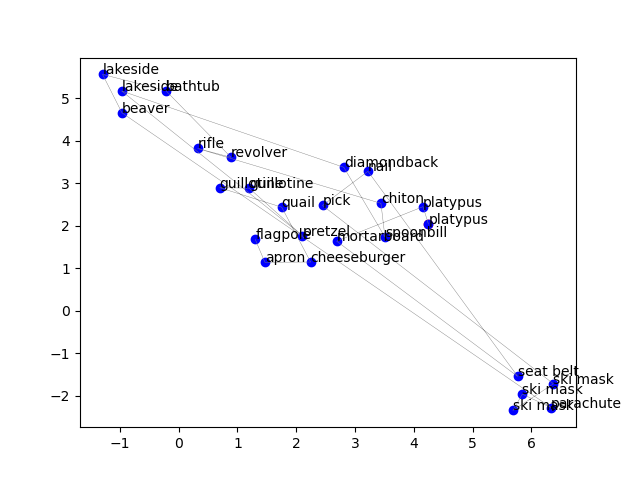 lakeside
lakeside
bathtub
beaver
rifle
revolver
diamondback
nail
guillotine
guillotine
quail
pick
chiton
platypus
platypus
flagpole
pretzel
mortarboard
spoonbill
apron
cheeseburger
seat belt
ski mask
ski mask
ski mask
parachute
5
4
3
2
1
0
−1
−2
−1
0
1
2
3
4
5
6